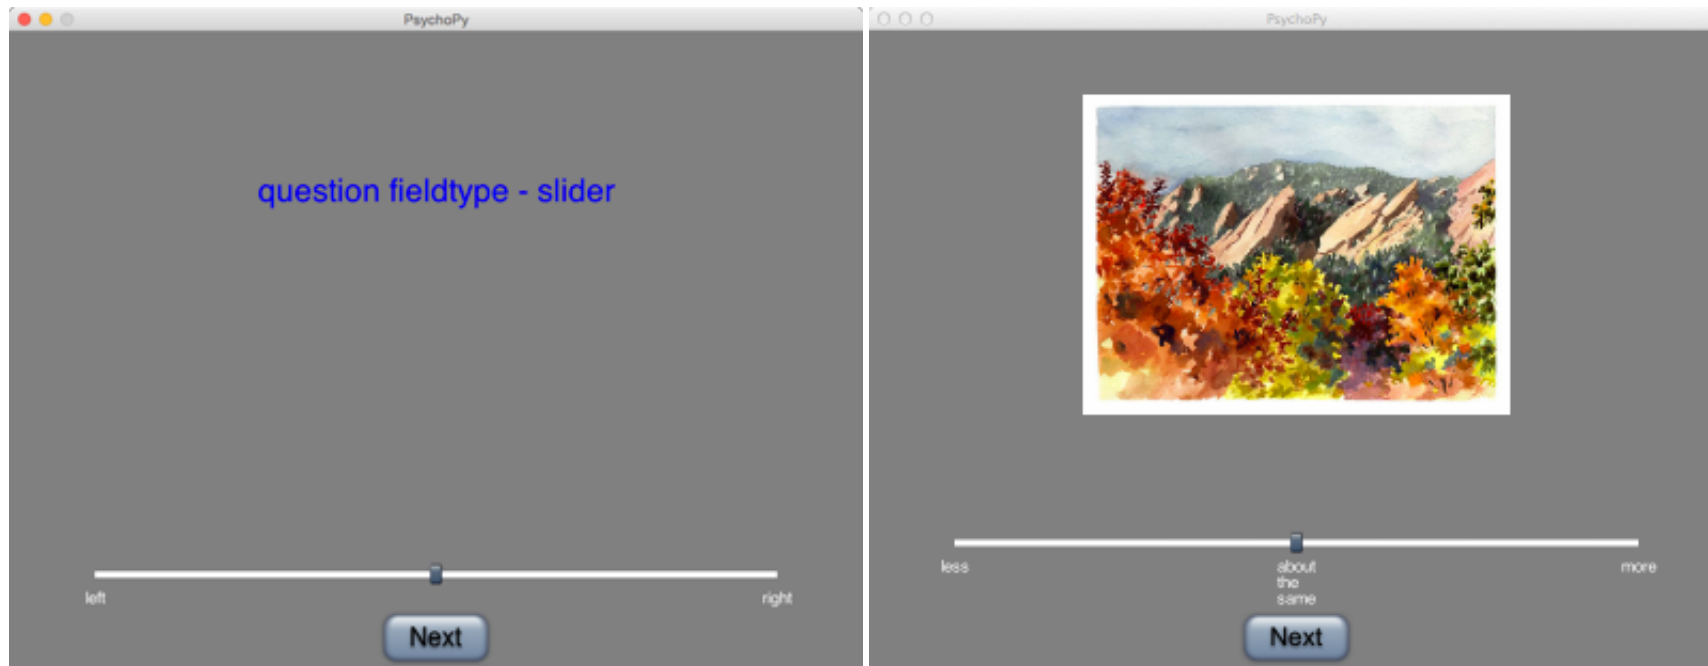 PsychoPy
question fieldtype - slider
left
right
Next
PsychoPy
less
about
the
same
more
Next